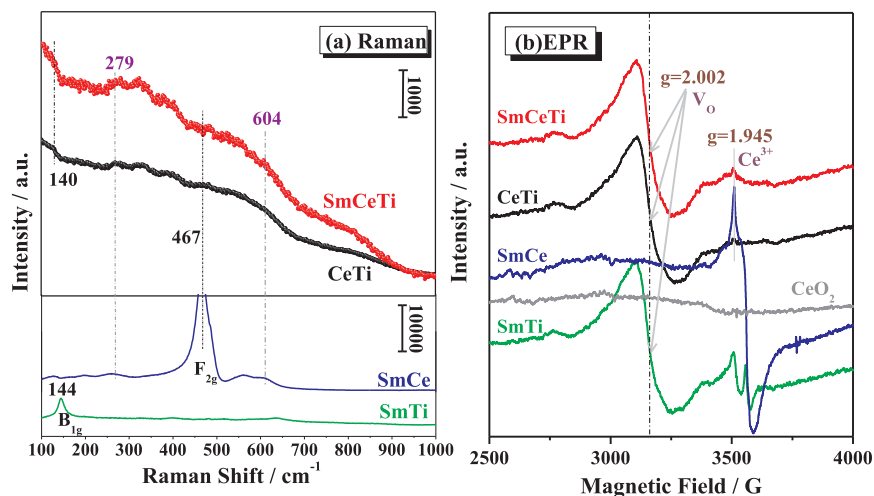 (a) Raman
279
1000
604
140
SmCeTi
467
CeTi
10000
F2g
SmCe
144
B1g
SmTi
100 200 300 400 500 600 700 800 900 1000
Raman Shift / cm-1
Intensity / a.u.
(b)EPR
g=2.002
VO
SmCeTi
g=1.945
Ce3+
CeTi
SmCe
CeO2
SmTi
2500 3000 3500 4000
Magnetic Field / G
Intensity / a.u.